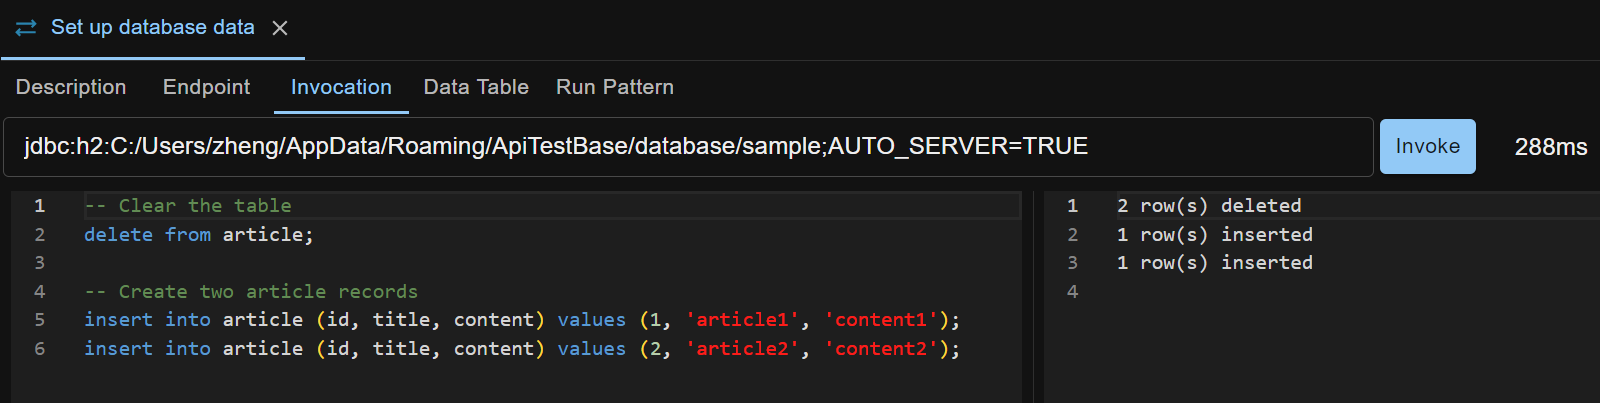 Set up database data
Description Endpoint Invocation Data Table Run Pattern
jdbc:h2:C:/Users/zheng/AppData/Roaming/ApiTestBase/database/sample;AUTO_SERVER=TRUE Invoke 288ms
1 -- Clear the table
2 delete from article;
3
4 -- Create two article records
5 insert into article (id, title, content) values (1, 'article1', 'content1');
6 insert into article (id, title, content) values (2, 'article2', 'content2');
1 2 row(s) deleted
2 1 row(s) inserted
3 1 row(s) inserted
4